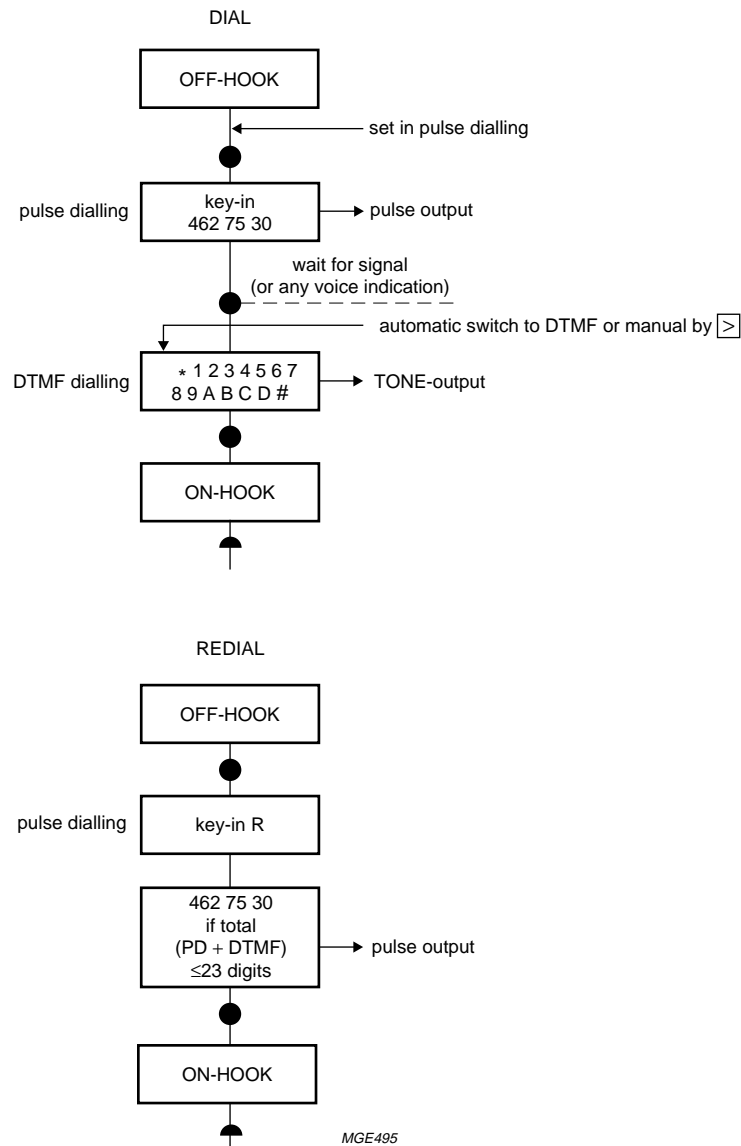 DIAL
OFF-HOOK
set in pulse dialling
pulse dialling
key-in
462 75 30
pulse output
wait for signal
(or any voice indication)
automatic switch to DTMF or manual by >
DTMF dialling
* 1 2 3 4 5 6 7
8 9 A B C D #
TONE-output
ON-HOOK
REDIAL
OFF-HOOK
pulse dialling
key-in R
462 75 30
if total
(PD + DTMF)
≤23 digits
pulse output
ON-HOOK
MGE495